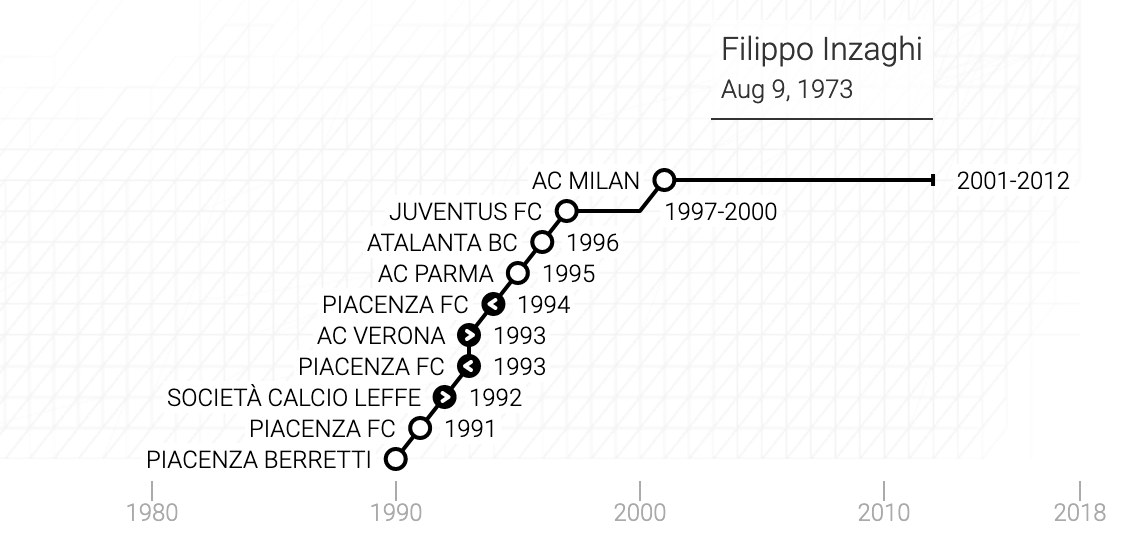 Filippo Inzaghi
Aug 9, 1973
AC MILAN 2001-2012
JUVENTUS FC 1997-2000
ATALANTA BC 1996
AC PARMA 1995
PIACENZA FC 1994
AC VERONA 1993
PIACENZA FC 1993
SOCIETÀ CALCIO LEFFE 1992
PIACENZA FC 1991
PIACENZA BERRETTI
1980 1990 2000 2010 2018